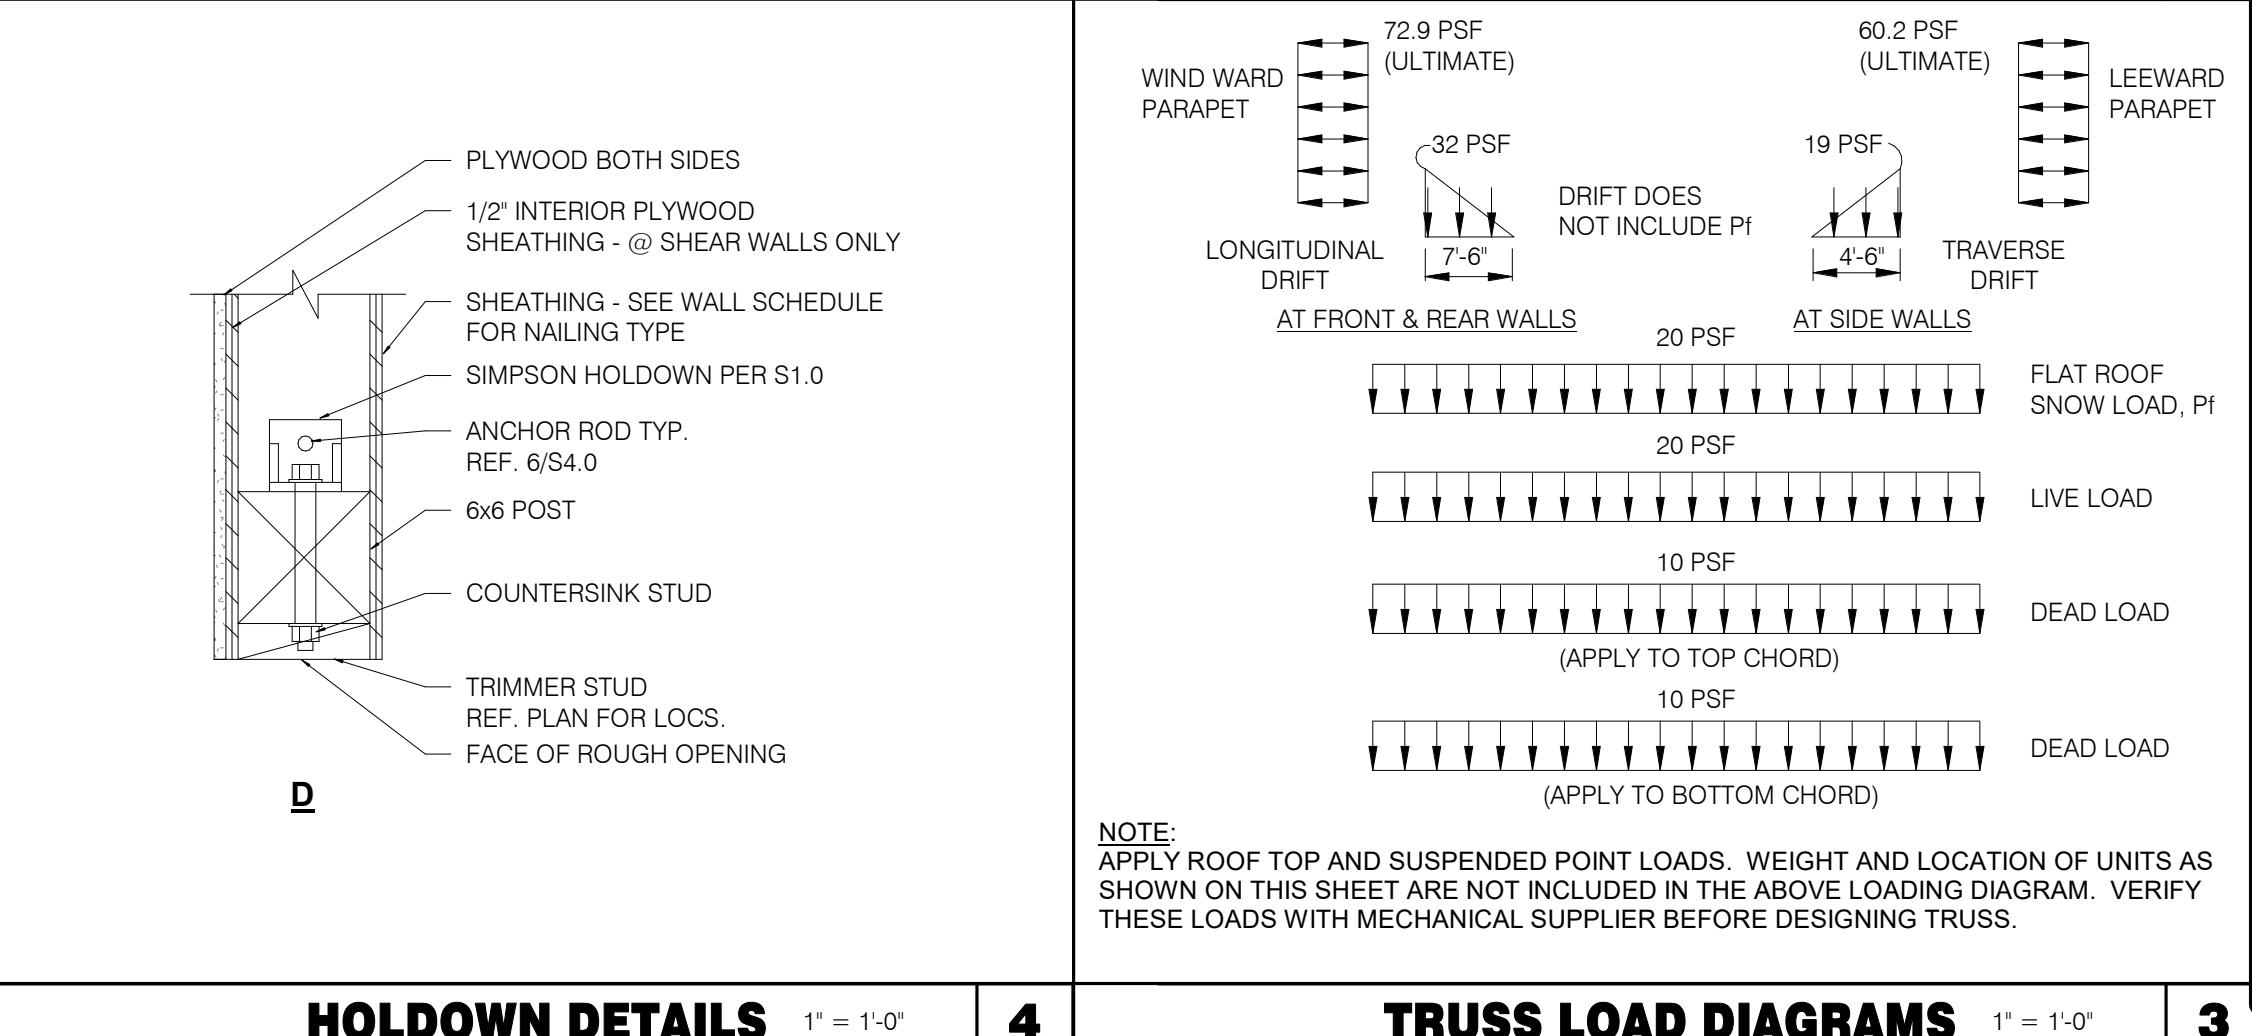 PLYWOOD BOTH SIDES
1/2" INTERIOR PLYWOOD
SHEATHING - @ SHEAR WALLS ONLY
SHEATHING - SEE WALL SCHEDULE
FOR NAILING TYPE
SIMPSON HOLDOWN PER S1.0
ANCHOR ROD TYP.
REF. 6/S4.0
6x6 POST
COUNTERSINK STUD
TRIMMER STUD
REF. PLAN FOR LOCS.
FACE OF ROUGH OPENING
D
HOLDOWN DETAILS 1" = 1'-0" 4
72.9 PSF
(ULTIMATE)
WIND WARD
PARAPET
60.2 PSF
(ULTIMATE)
LEEWARD
PARAPET
32 PSF
19 PSF
DRIFT DOES
NOT INCLUDE Pf
LONGITUDINAL
DRIFT
7'-6"
4'-6"
TRAVERSE
DRIFT
AT FRONT & REAR WALLS
AT SIDE WALLS
20 PSF
FLAT ROOF
SNOW LOAD, Pf
20 PSF
LIVE LOAD
10 PSF
DEAD LOAD
(APPLY TO TOP CHORD)
10 PSF
DEAD LOAD
(APPLY TO BOTTOM CHORD)
NOTE:
APPLY ROOF TOP AND SUSPENDED POINT LOADS. WEIGHT AND LOCATION OF UNITS AS
SHOWN ON THIS SHEET ARE NOT INCLUDED IN THE ABOVE LOADING DIAGRAM. VERIFY
THESE LOADS WITH MECHANICAL SUPPLIER BEFORE DESIGNING TRUSS.
TRUSS LOAD DIAGRAMS 1" = 1'-0" 3